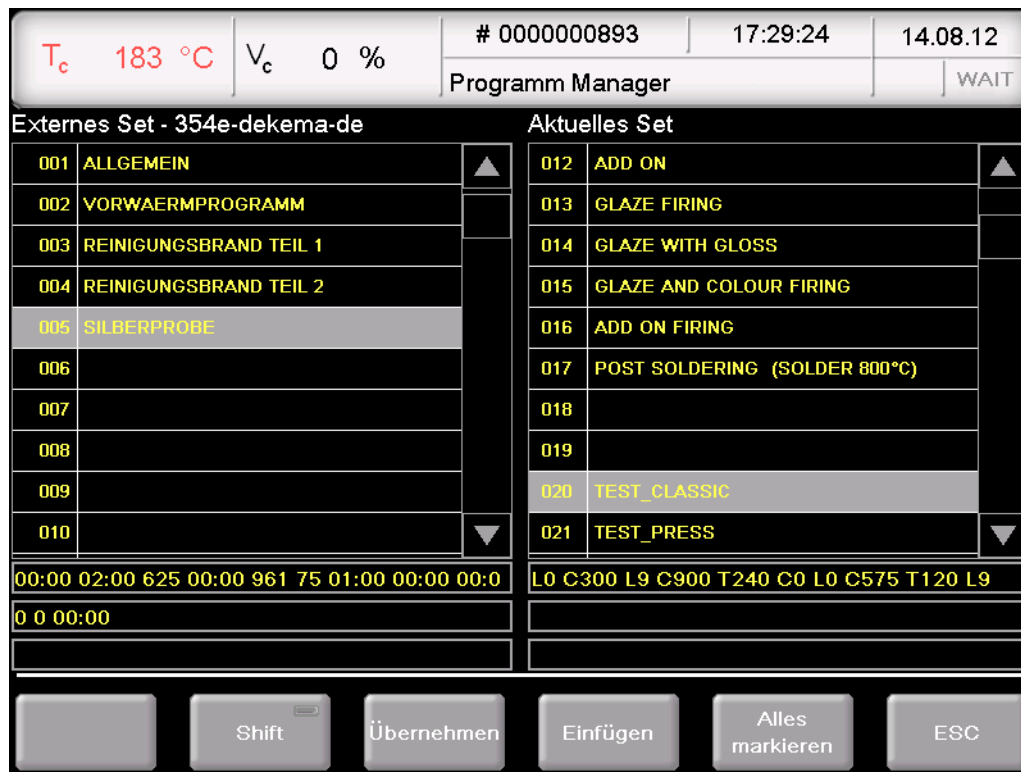 Tc 183 °C Vc 0 % # 0000000893 17:29:24 14.08.12
Programm Manager WAIT
Externes Set - 354e-dekema-de
001 ALLGEMEIN
002 VORWAERMPROGRAMM
003 REINIGUNGSBRAND TEIL 1
004 REINIGUNGSBRAND TEIL 2
005 SILBERPROBE
006
007
008
009
010
00:00 02:00 625 00:00 961 75 01:00 00:00 00:0
0 0 00:00
Aktuelles Set
012 ADD ON
013 GLAZE FIRING
014 GLAZE WITH GLOSS
015 GLAZE AND COLOUR FIRING
016 ADD ON FIRING
017 POST SOLDERING (SOLDER 800°C)
018
019
020 TEST_CLASSIC
021 TEST_PRESS
L0 C300 L9 C900 T240 C0 L0 C575 T120 L9
Shift
Übernehmen
Einfügen
Alles
markieren
ESC